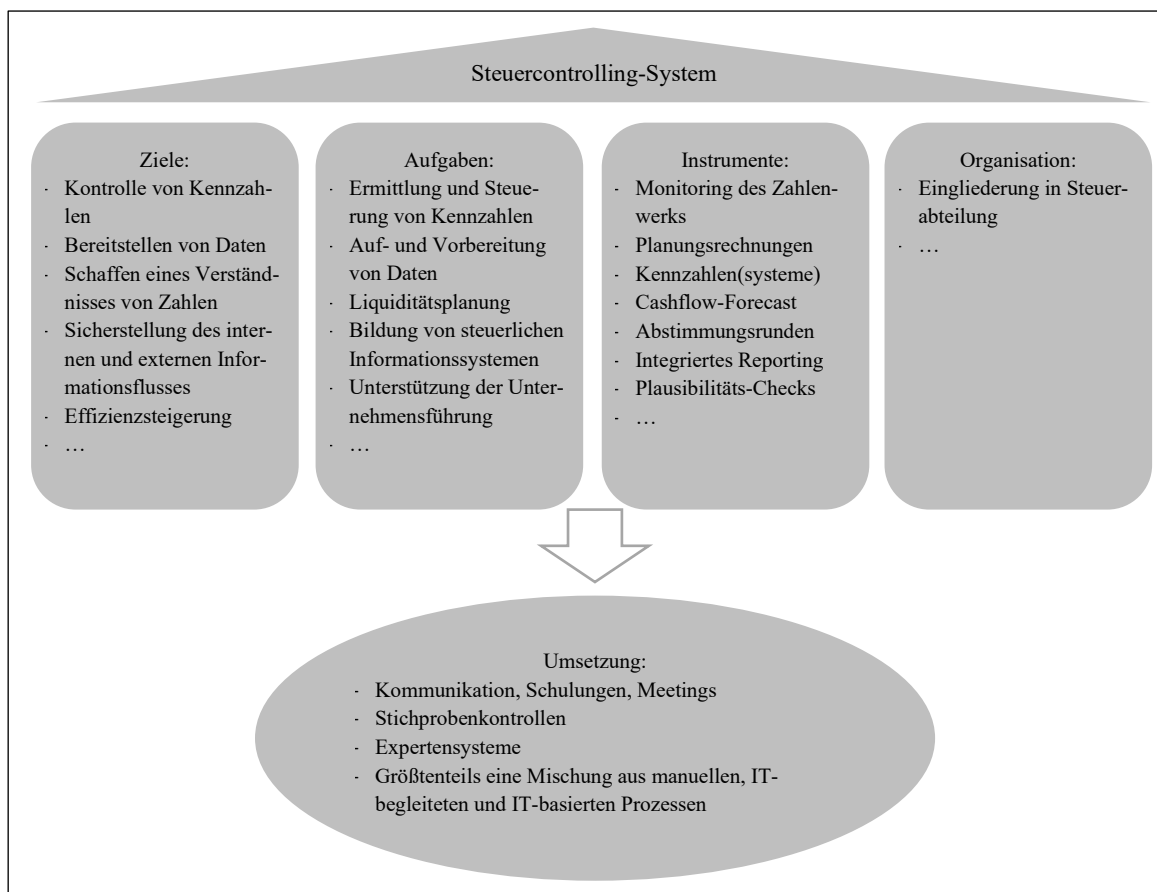 Steuercontrolling-System
Ziele:
- Kontrolle von Kennzah-
len
- Bereitstellen von Daten
- Schaffen eines Verständ-
nisses von Zahlen
- Sicherstellung des inter-
nen und externen Infor-
mationsflusses
- Effizienzsteigerung
- …
Aufgaben:
- Ermittlung und Steue-
rung von Kennzahlen
- Auf- und Vorbereitung
von Daten
- Liquiditätsplanung
- Bildung von steuerlichen
Informationssystemen
- Unterstützung der Unter-
nehmensführung
- …
Instrumente:
- Monitoring des Zahlen-
werks
- Planungsrechnungen
- Kennzahlen(systeme)
- Cashflow-Forecast
- Abstimmungsrunden
- Integriertes Reporting
- Plausibilitäts-Checks
- …
Organisation:
- Eingliederung in Steuer-
abteilung
- …
Umsetzung:
- Kommunikation, Schulungen, Meetings
- Stichprobenkontrollen
- Expertensysteme
- Größtenteils eine Mischung aus manuellen, IT-
begleiteten und IT-basierten Prozessen